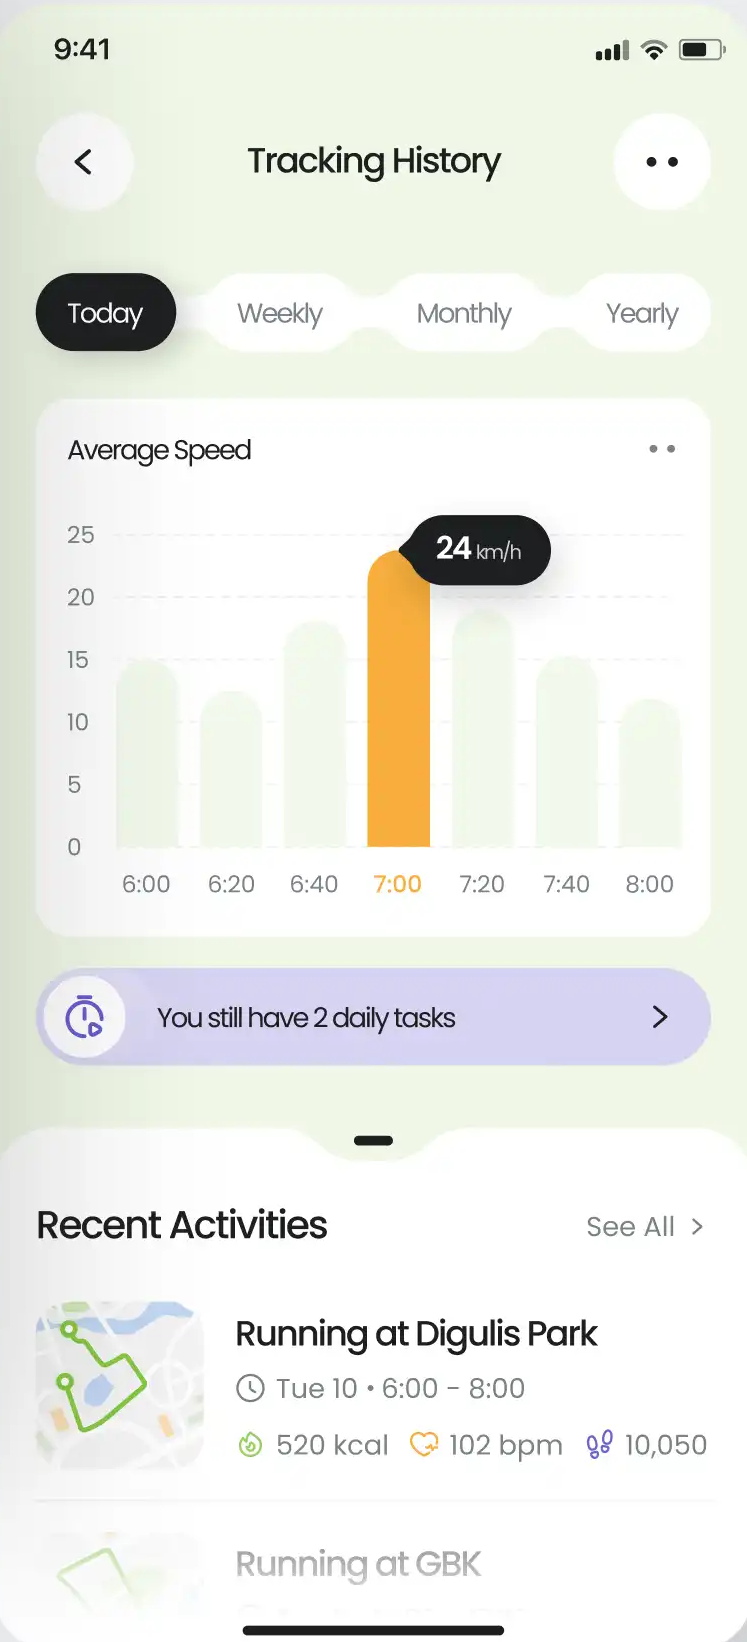 9:41
Tracking History
Today Weekly Monthly Yearly
Average Speed
25
24 km/h
20
15
10
5
0
6:00 6:20 6:40 7:00 7:20 7:40 8:00
You still have 2 daily tasks
Recent Activities
See All
Running at Digulis Park
Tue 10 • 6:00 - 8:00
520 kcal 102 bpm 10,050
Running at GBK